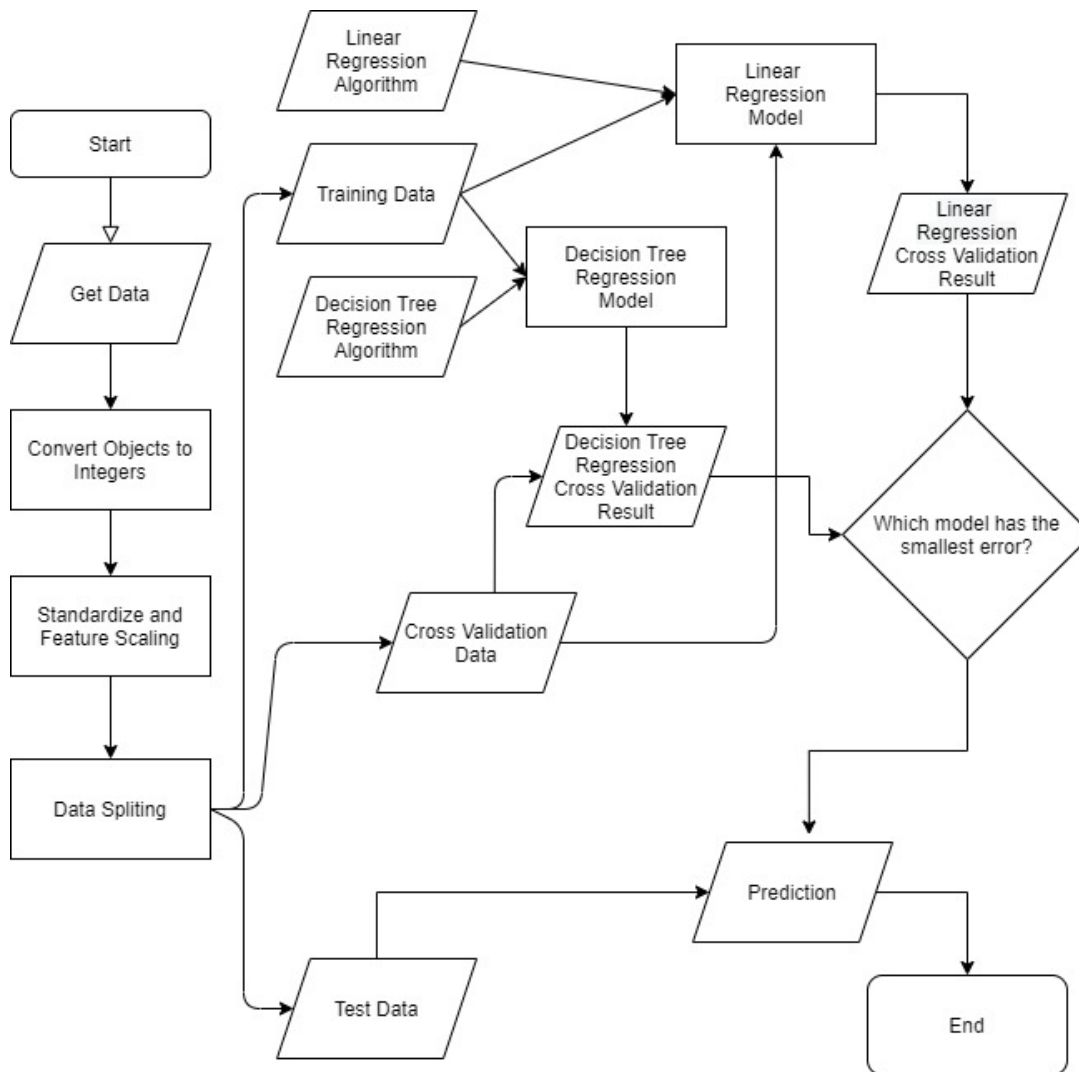 Start
Get Data
Convert Objects to
Integers
Standardize and
Feature Scaling
Data Spliting
Linear
Regression
Algorithm
Training Data
Decision Tree
Regression
Algorithm
Linear
Regression
Model
Decision Tree
Regression
Model
Linear
Regression
Cross Validation
Result
Decision Tree
Regression
Cross Validation
Result
Cross Validation
Data
Which model has the
smallest error?
Test Data
Prediction
End